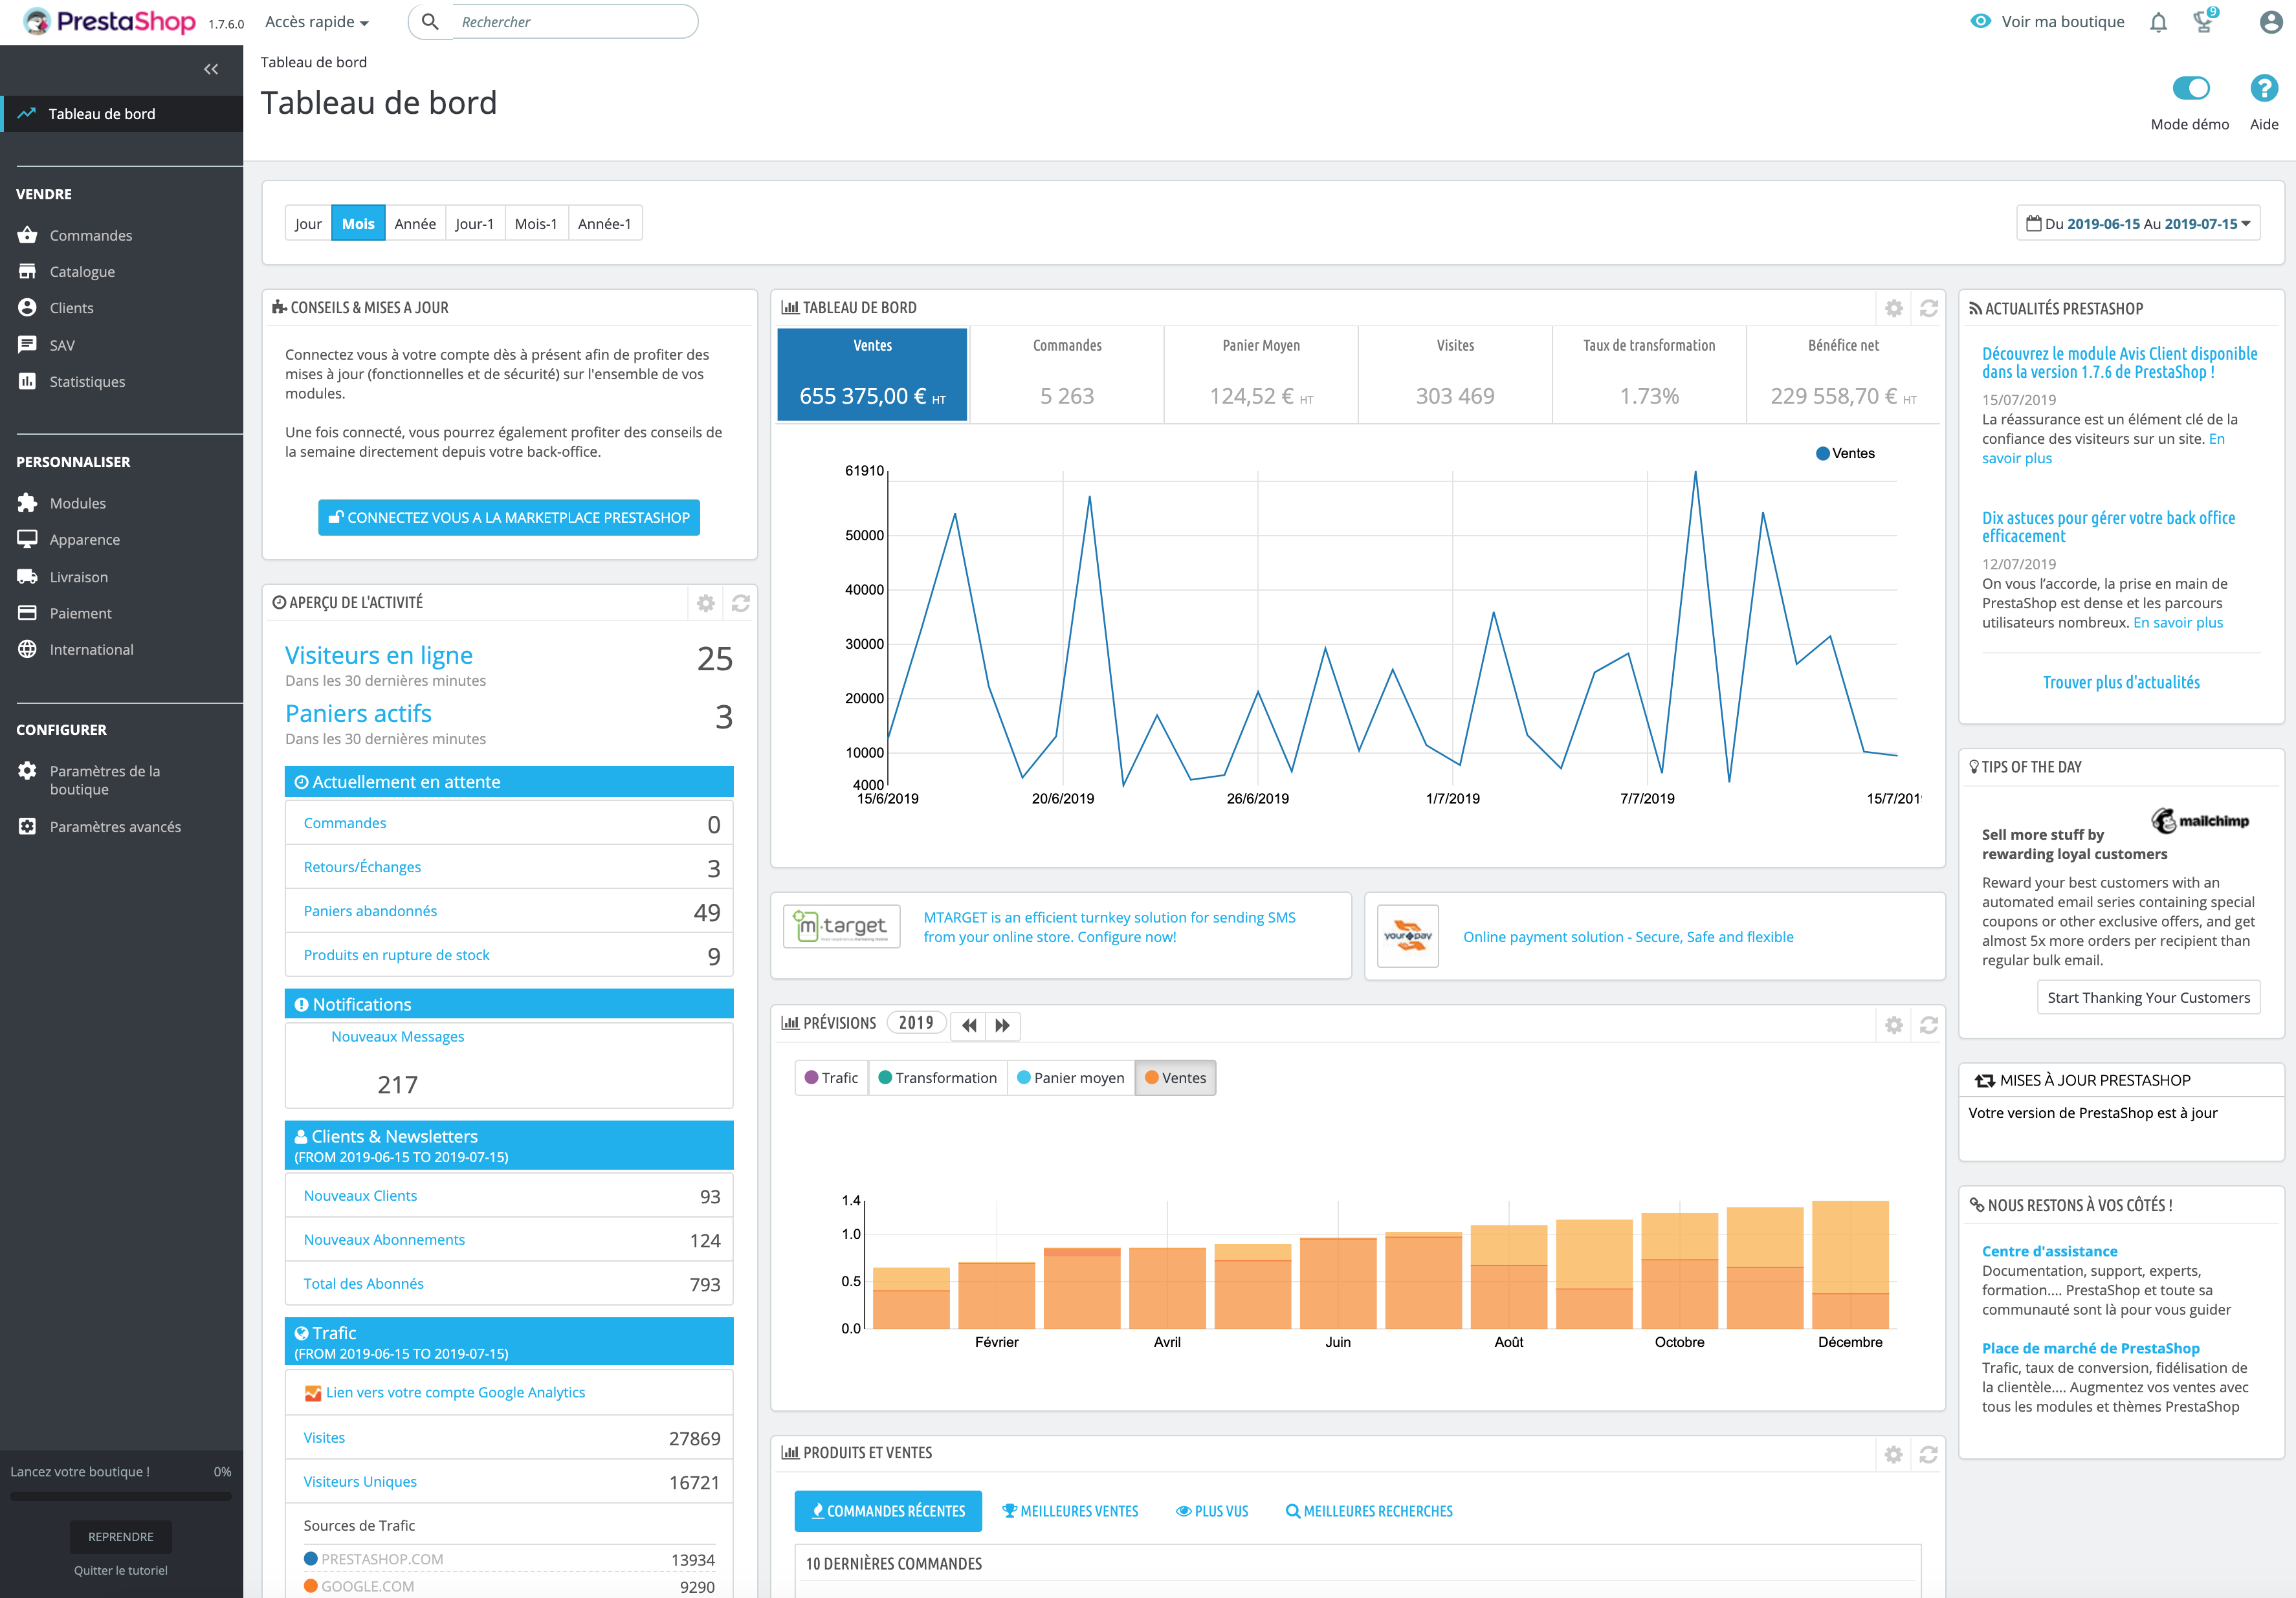 PrestaShop 1.7.6.0
Accès rapide
Rechercher
Voir ma boutique
9
Tableau de bord
Tableau de bord
Mode démo
Aide
Tableau de bord
VENDRE
Commandes
Catalogue
Clients
SAV
Statistiques
PERSONNALISER
Modules
Apparence
Livraison
Paiement
International
CONFIGURER
Paramètres de la
boutique
Paramètres avancés
Lancez votre boutique ! 0%
REPRENDRE
Quitter le tutoriel
Jour Mois Année Jour-1 Mois-1 Année-1
Du 2019-06-15 Au 2019-07-15
CONSEILS & MISES A JOUR
Connectez vous à votre compte dès à présent afin de profiter des
mises à jour (fonctionnelles et de sécurité) sur l'ensemble de vos
modules.
Une fois connecté, vous pourrez également profiter des conseils de
la semaine directement depuis votre back-office.
CONNECTEZ VOUS A LA MARKETPLACE PRESTASHOP
APERÇU DE L'ACTIVITÉ
Visiteurs en ligne 25
Dans les 30 dernières minutes
Paniers actifs 3
Dans les 30 dernières minutes
Actuellement en attente
Commandes 0
Retours/Échanges 3
Paniers abandonnés 49
Produits en rupture de stock 9
Notifications
Nouveaux Messages
217
Clients & Newsletters
(FROM 2019-06-15 TO 2019-07-15)
Nouveaux Clients 93
Nouveaux Abonnements 124
Total des Abonnés 793
Trafic
(FROM 2019-06-15 TO 2019-07-15)
Lien vers votre compte Google Analytics
Visites 27869
Visiteurs Uniques 16721
Sources de Trafic
PRESTASHOP.COM 13934
GOOGLE.COM 9290
TABLEAU DE BORD
Ventes Commandes Panier Moyen Visites Taux de transformation Bénéfice net
655 375,00 € HT 5 263 124,52 € HT 303 469 1.73% 229 558,70 € HT
Ventes
61910
50000
40000
30000
20000
10000
4000
15/6/2019 20/6/2019 26/6/2019 1/7/2019 7/7/2019 15/7/201
m·target
MTARGET is an efficient turnkey solution for sending SMS
from your online store. Configure now!
your pay
Online payment solution - Secure, Safe and flexible
PRÉVISIONS 2019
Trafic Transformation Panier moyen Ventes
1.4
1.0
0.5
0.0
Février Avril Juin Août Octobre Décembre
PRODUITS ET VENTES
COMMANDES RÉCENTES MEILLEURES VENTES PLUS VUS MEILLEURES RECHERCHES
10 DERNIÈRES COMMANDES
ACTUALITÉS PRESTASHOP
Découvrez le module Avis Client disponible
dans la version 1.7.6 de PrestaShop !
15/07/2019
La réassurance est un élément clé de la
confiance des visiteurs sur un site. En
savoir plus
Dix astuces pour gérer votre back office
efficacement
12/07/2019
On vous l’accorde, la prise en main de
PrestaShop est dense et les parcours
utilisateurs nombreux. En savoir plus
Trouver plus d'actualités
TIPS OF THE DAY
mailchimp
Sell more stuff by
rewarding loyal customers
Reward your best customers with an
automated email series containing special
coupons or other exclusive offers, and get
almost 5x more orders per recipient than
regular bulk email.
Start Thanking Your Customers
MISES À JOUR PRESTASHOP
Votre version de PrestaShop est à jour
NOUS RESTONS À VOS CÔTÉS !
Centre d'assistance
Documentation, support, experts,
formation.... PrestaShop et toute sa
communauté sont là pour vous guider
Place de marché de PrestaShop
Trafic, taux de conversion, fidélisation de
la clientèle.... Augmentez vos ventes avec
tous les modules et thèmes PrestaShop